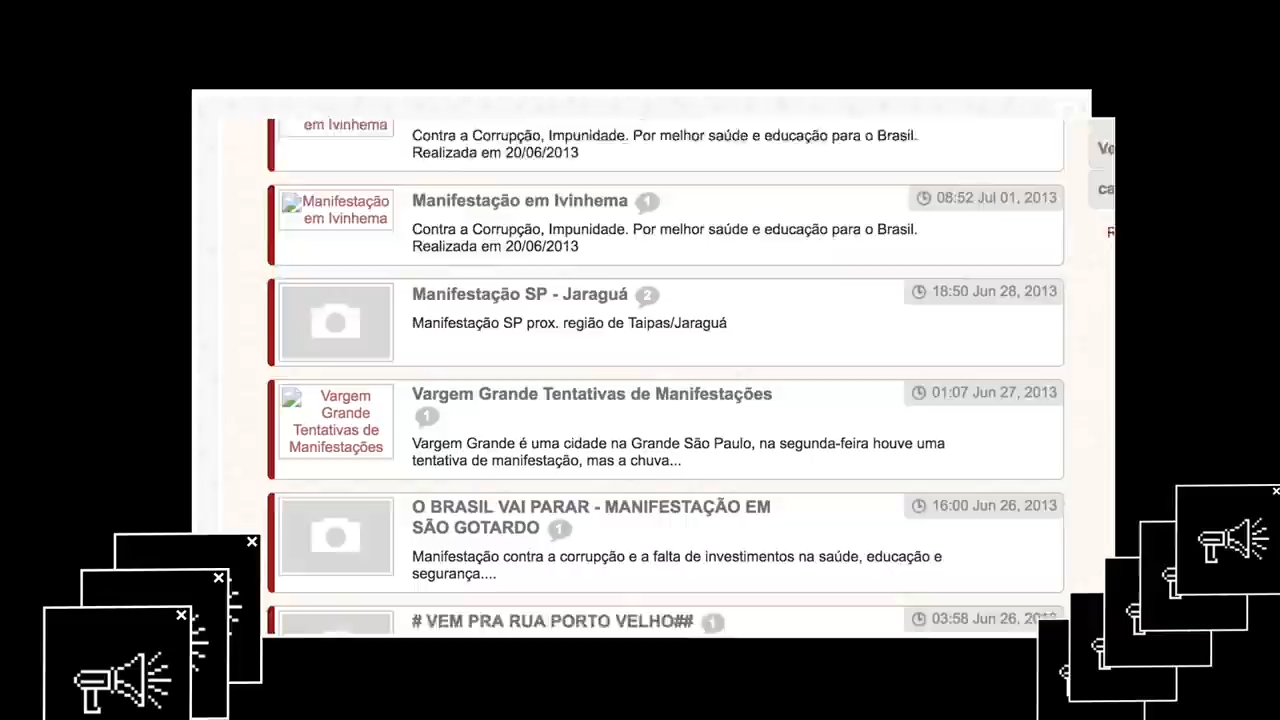 em Ivinhema
Contra a Corrupção, Impunidade. Por melhor saúde e educação para o Brasil.
Realizada em 20/06/2013
Manifestação
em Ivinhema
Manifestação em Ivinhema 1
08:52 Jul 01, 2013
Contra a Corrupção, Impunidade. Por melhor saúde e educação para o Brasil.
Realizada em 20/06/2013
Manifestação SP - Jaraguá 2
18:50 Jun 28, 2013
Manifestação SP prox. região de Taipas/Jaraguá
Vargem
Grande
Tentativas de
Manifestações
Vargem Grande Tentativas de Manifestações
1
01:07 Jun 27, 2013
Vargem Grande é uma cidade na Grande São Paulo, na segunda-feira houve uma
tentativa de manifestação, mas a chuva...
O BRASIL VAI PARAR - MANIFESTAÇÃO EM
SÃO GOTARDO 1
16:00 Jun 26, 2013
Manifestação contra a corrupção e a falta de investimentos na saúde, educação e
segurança....
# VEM PRA RUA PORTO VELHO## 1
03:58 Jun 26, 2013